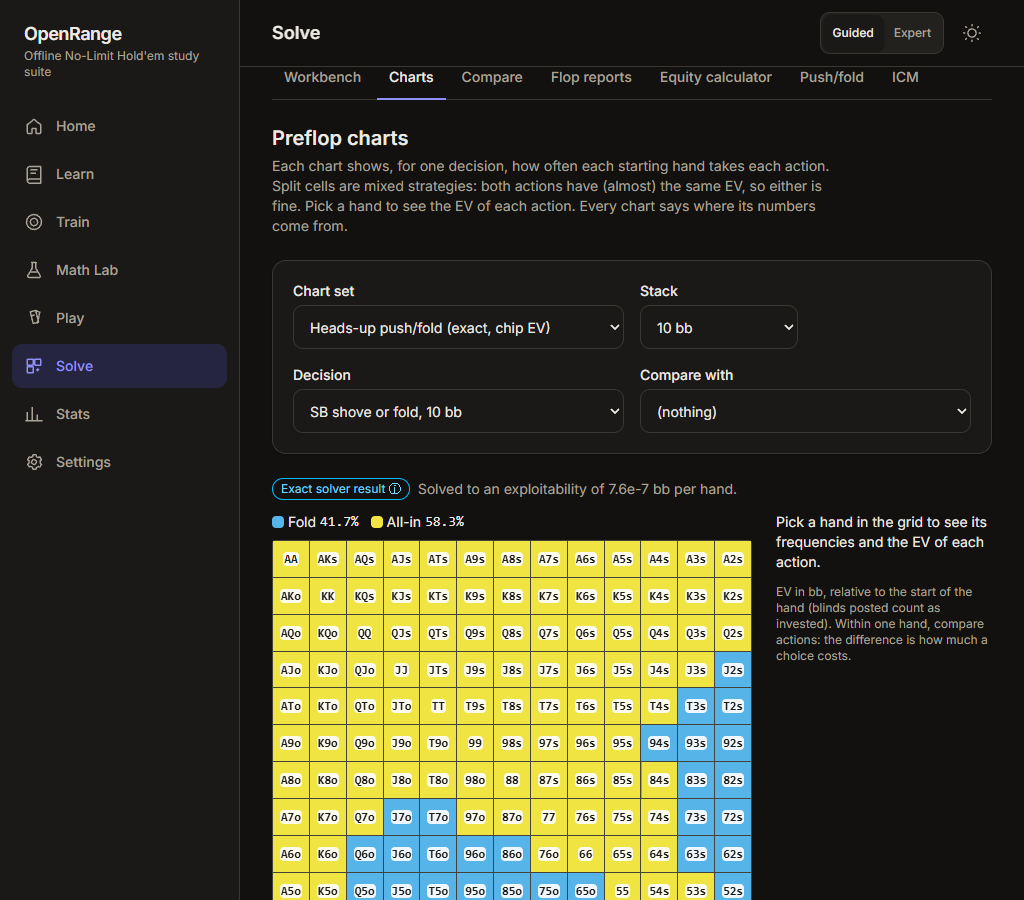 OpenRange
Offline No-Limit Hold'em study
suite
Home
Learn
Train
Math Lab
Play
Solve
Stats
Settings
Solve
Guided Expert
Workbench Charts Compare Flop reports Equity calculator Push/fold ICM
Preflop charts
Each chart shows, for one decision, how often each starting hand takes each action.
Split cells are mixed strategies: both actions have (almost) the same EV, so either is
fine. Pick a hand to see the EV of each action. Every chart says where its numbers
come from.
Chart set Stack
Heads-up push/fold (exact, chip EV) 10 bb
Decision Compare with
SB shove or fold, 10 bb (nothing)
Exact solver result ⓘ Solved to an exploitability of 7.6e-7 bb per hand.
Fold 41.7% All-in 58.3%
AA AKs AQs AJs ATs A9s A8s A7s A6s A5s A4s A3s A2s
AKo KK KQs KJs KTs K9s K8s K7s K6s K5s K4s K3s K2s
AQo KQo QQ QJs QTs Q9s Q8s Q7s Q6s Q5s Q4s Q3s Q2s
AJo KJo QJo JJ JTs J9s J8s J7s J6s J5s J4s J3s J2s
ATo KTo QTo JTo TT T9s T8s T7s T6s T5s T4s T3s T2s
A9o K9o Q9o J9o T9o 99 98s 97s 96s 95s 94s 93s 92s
A8o K8o Q8o J8o T8o 98o 88 87s 86s 85s 84s 83s 82s
A7o K7o Q7o J7o T7o 97o 87o 77 76s 75s 74s 73s 72s
A6o K6o Q6o J6o T6o 96o 86o 76o 66 65s 64s 63s 62s
A5o K5o Q5o J5o T5o 95o 85o 75o 65o 55 54s 53s 52s
Pick a hand in the grid to see its
frequencies and the EV of each
action.
EV in bb, relative to the start of the
hand (blinds posted count as
invested). Within one hand, compare
actions: the difference is how much a
choice costs.